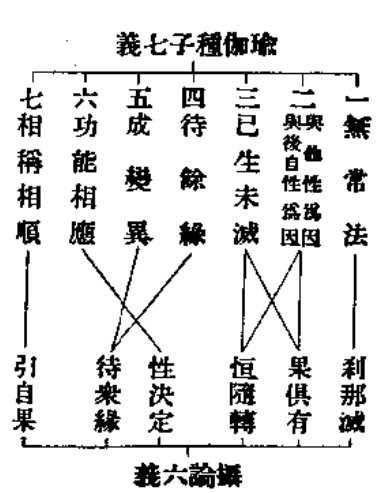 瑜伽種子七義
一無常法
二與他性為因
與後自性為因
三已生未滅
四待餘緣
五成變異
六功能相應
七相稱相順
剎那滅
果俱有
恒隨轉
性決定
待衆緣
引自果
攝論六義